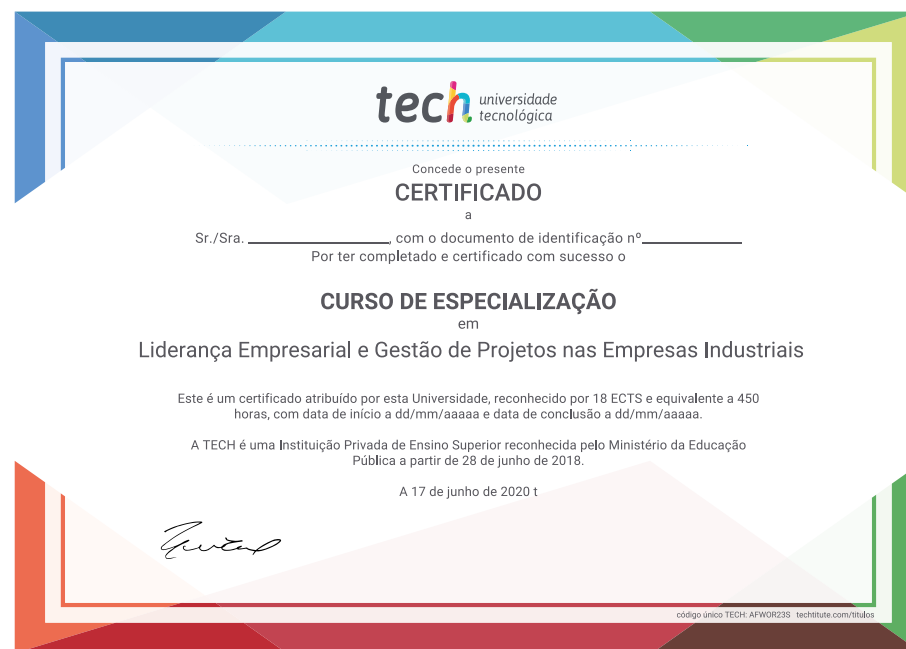 tech universidade
tecnológica
Concede o presente
CERTIFICADO
a
Sr./Sra. ________________, com o documento de identificação nº___________
Por ter completado e certificado com sucesso o
CURSO DE ESPECIALIZAÇÃO
em
Liderança Empresarial e Gestão de Projetos nas Empresas Industriais
Este é um certificado atribuído por esta Universidade, reconhecido por 18 ECTS e equivalente a 450
horas, com data de início a dd/mm/aaaaa e data de conclusão a dd/mm/aaaaa.
A TECH é uma Instituição Privada de Ensino Superior reconhecida pelo Ministério da Educação
Pública a partir de 28 de junho de 2018.
A 17 de junho de 2020 t
código único TECH: AFWOR23S techtitute.com/titulos